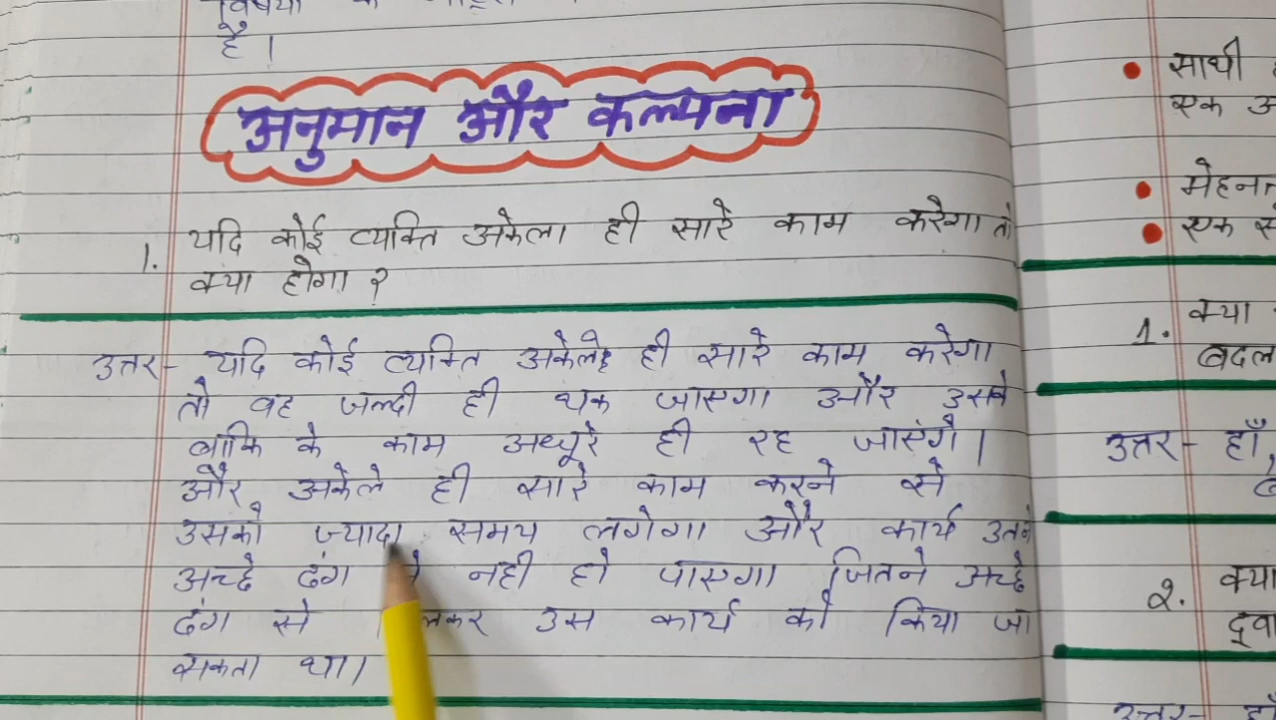 है।
अनुमान और कल्पना
1. यदि कोई व्यक्ति अकेला ही सारे काम करेगा तो
क्या होगा ?
उत्तर- यदि कोई व्यक्ति अकेले ही सारे काम करेगा
तो वह जल्दी ही थक जाएगा और उसके
बाकि के काम अधूरे ही रह जाएंगे।
और अकेले ही सारे काम करने से
उसको ज्यादा समय लगेगा और कार्य उतने
अच्छे ढंग नही हो पाएगा जितने अच्छे
ढंग से उस कार्य को किया जा
सकता था।
साथी
एक
मेहनत
एक
1. क्या
बदल
उत्तर- हाँ,
2. क्या
उत्तर-